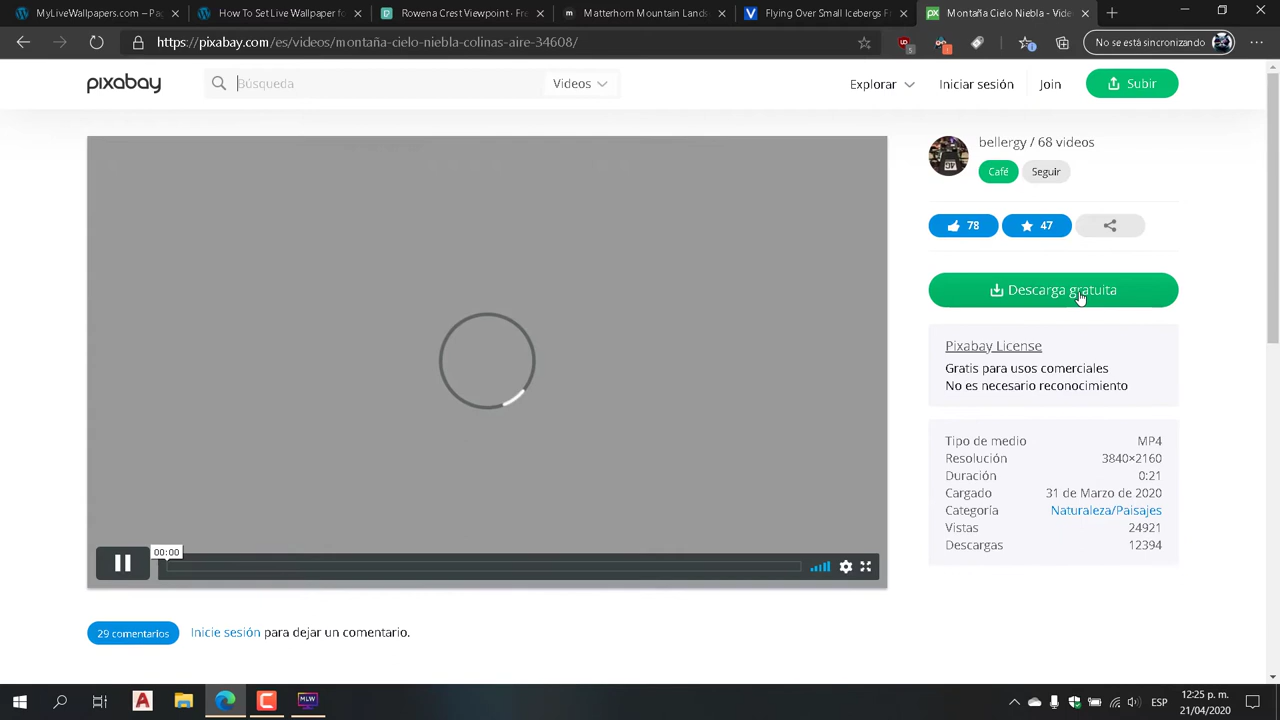 MyLiveWallpapers.com – Pa
How To Set Live Wallpaper fo
Rowena Crest Viewpoint - Fr
Matterhorn Mountain Lands
Flying Over Small Icebergs F
Montaña Cielo Niebla - Vide
https://pixabay.com/es/videos/montaña-cielo-niebla-colinas-aire-34608/
No se está sincronizando
pixabay
Búsqueda
Videos
Explorar
Iniciar sesión
Join
Subir
bellergy / 68 videos
Café
Seguir
78
47
Descarga gratuita
Pixabay License
Gratis para usos comerciales
No es necesario reconocimiento
Tipo de medio MP4
Resolución 3840×2160
Duración 0:21
Cargado 31 de Marzo de 2020
Categoría Naturaleza/Paisajes
Vistas 24921
Descargas 12394
00:00
29 comentarios
Inicie sesión para dejar un comentario.
A
C
MLW
ESP
12:25 p. m.
21/04/2020